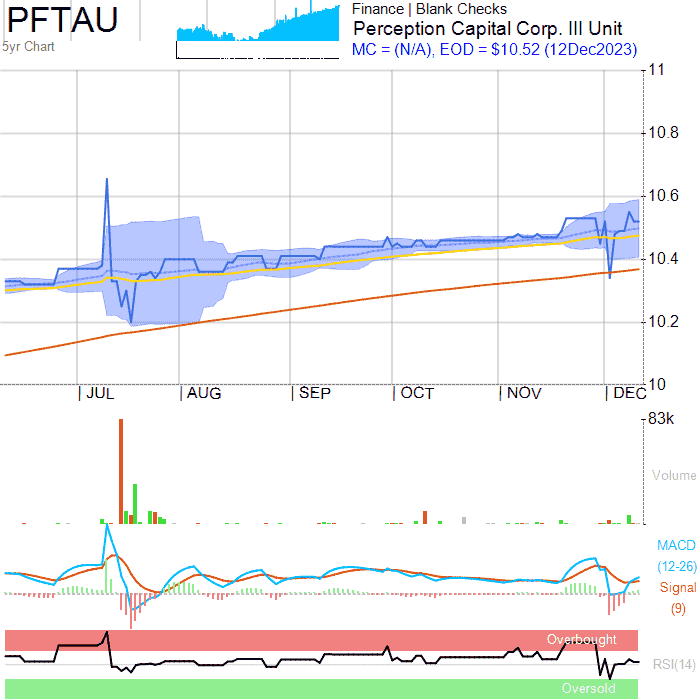 PFTAU
5yr Chart
Finance | Blank Checks
Perception Capital Corp. III Unit
MC = (N/A), EOD = $10.52 (12Dec2023)
11
10.8
10.6
10.4
10.2
10
| JUL | AUG | SEP | OCT | NOV | DEC
83k
Volume
MACD
(12-26)
Signal
(9)
Overbought
RSI(14)
Oversold